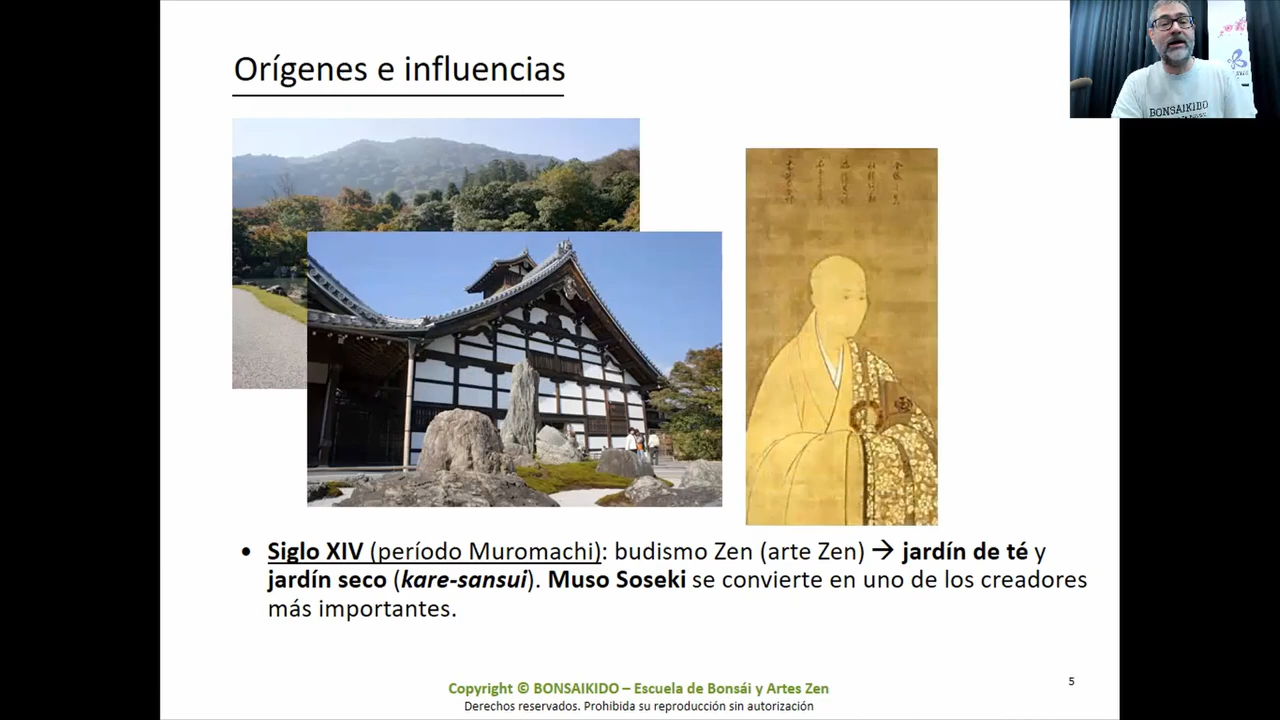 Orígenes e influencias
BONSAIKIDO
• Siglo XIV (período Muromachi): budismo Zen (arte Zen) → jardín de té y
jardín seco (kare-sansui). Muso Soseki se convierte en uno de los creadores
más importantes.
5
Copyright © BONSAIKIDO – Escuela de Bonsái y Artes Zen
Derechos reservados. Prohibida su reproducción sin autorización